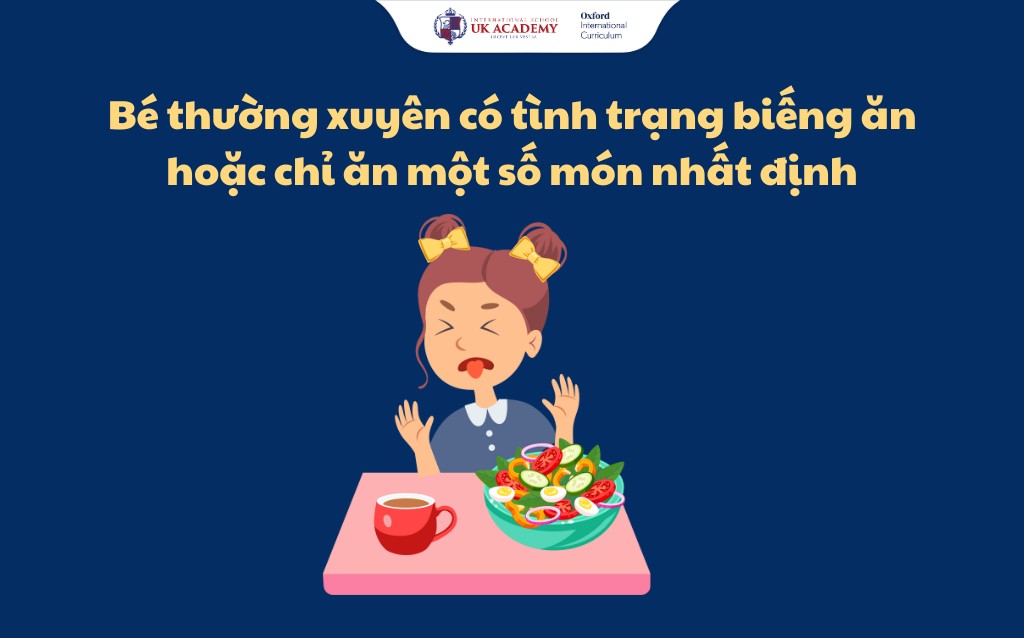 INTERNATIONAL SCHOOL
UK ACADEMY
Oxford
International
Curriculum
Bé thường xuyên có tình trạng biếng ăn
hoặc chỉ ăn một số món nhất định